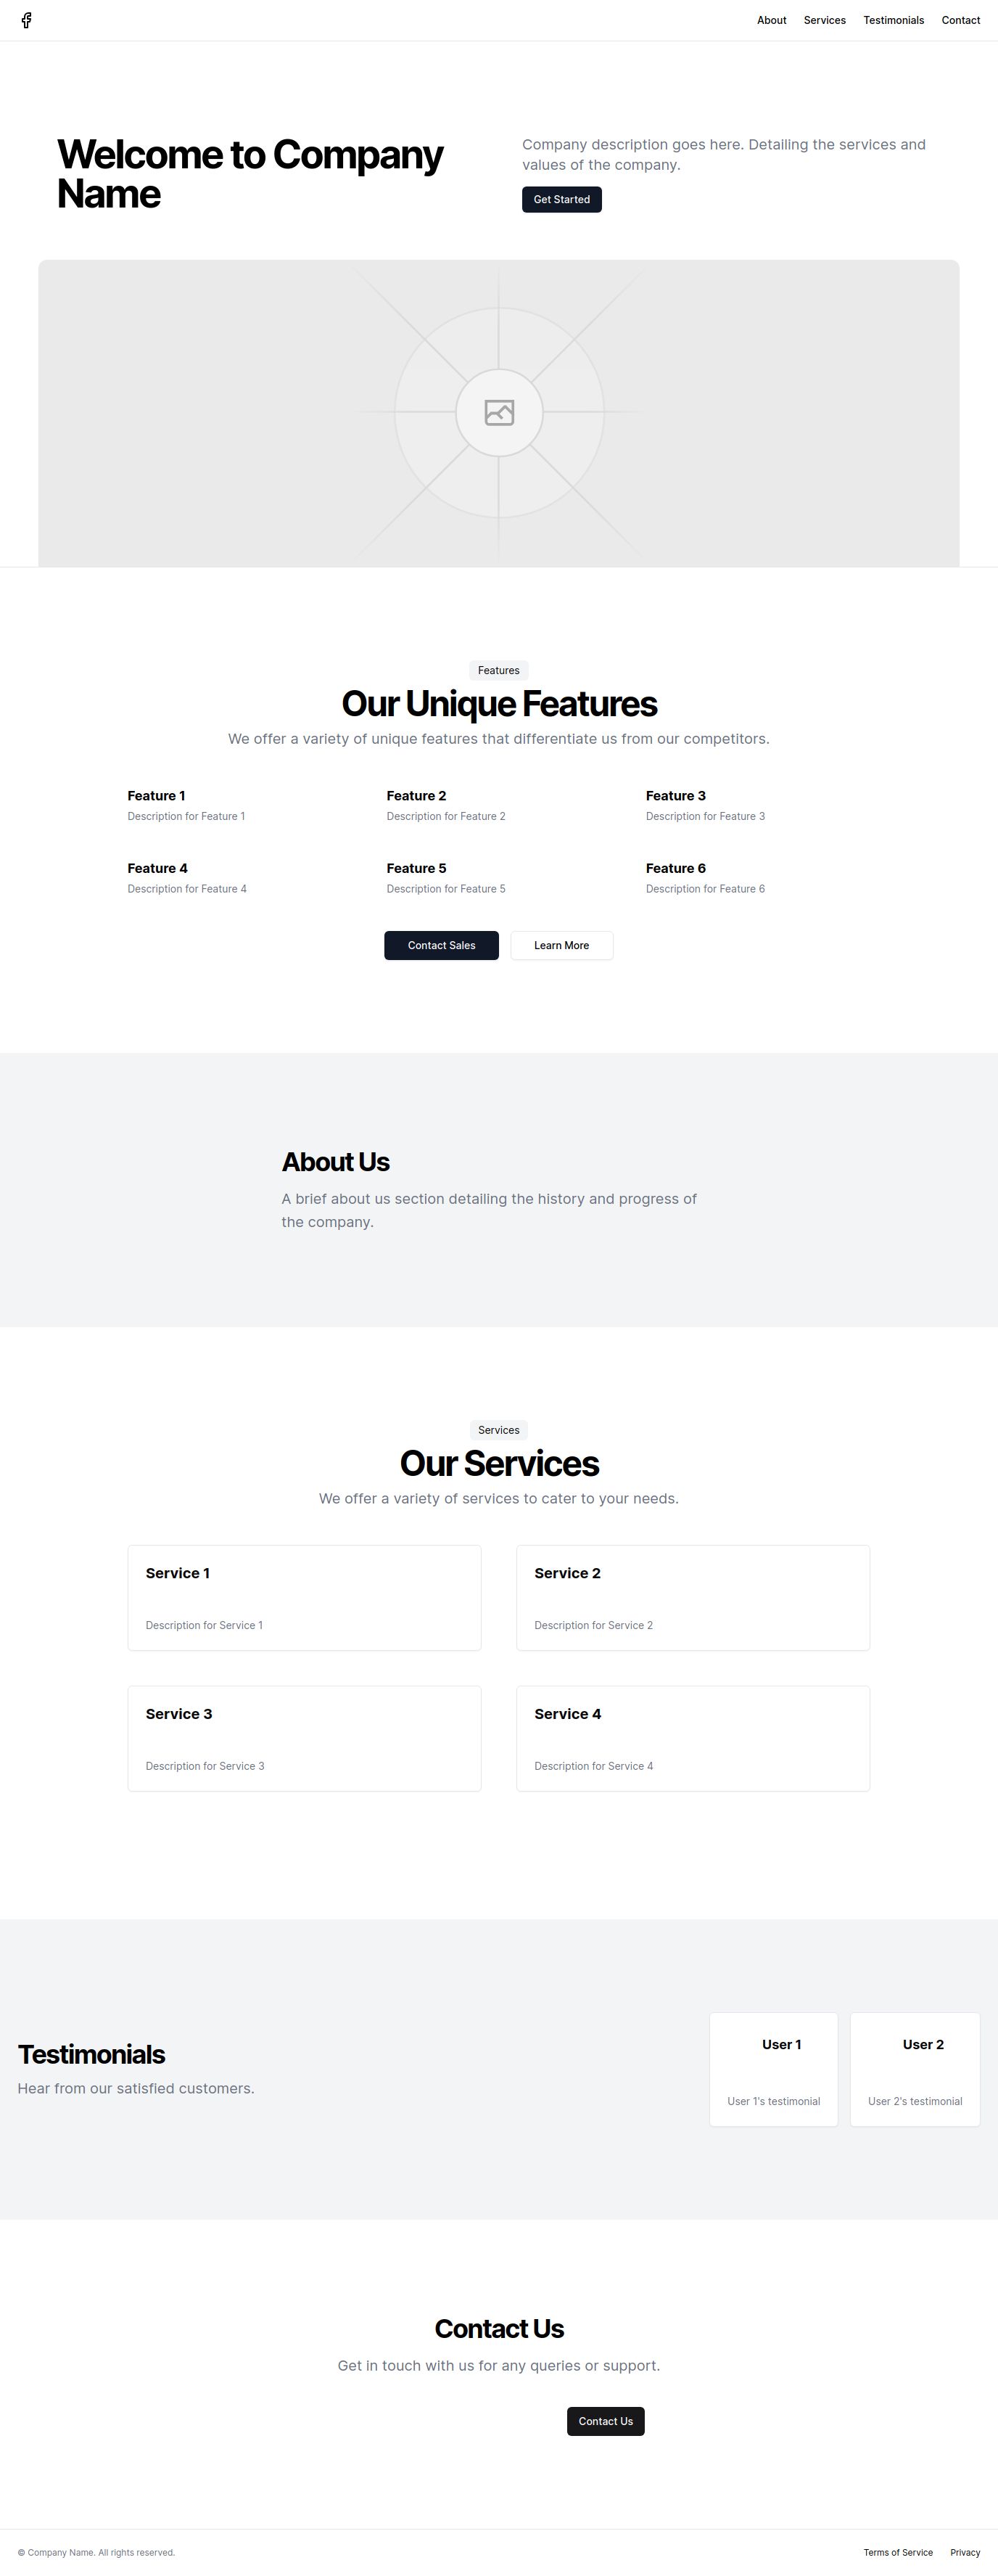 About Services Testimonials Contact
Welcome to Company
Name
Company description goes here. Detailing the services and
values of the company.
Get Started
Features
Our Unique Features
We offer a variety of unique features that differentiate us from our competitors.
Feature 1
Description for Feature 1
Feature 2
Description for Feature 2
Feature 3
Description for Feature 3
Feature 4
Description for Feature 4
Feature 5
Description for Feature 5
Feature 6
Description for Feature 6
Contact Sales
Learn More
About Us
A brief about us section detailing the history and progress of
the company.
Services
Our Services
We offer a variety of services to cater to your needs.
Service 1
Description for Service 1
Service 2
Description for Service 2
Service 3
Description for Service 3
Service 4
Description for Service 4
Testimonials
Hear from our satisfied customers.
User 1
User 1's testimonial
User 2
User 2's testimonial
Contact Us
Get in touch with us for any queries or support.
Contact Us
© Company Name. All rights reserved.
Terms of Service Privacy